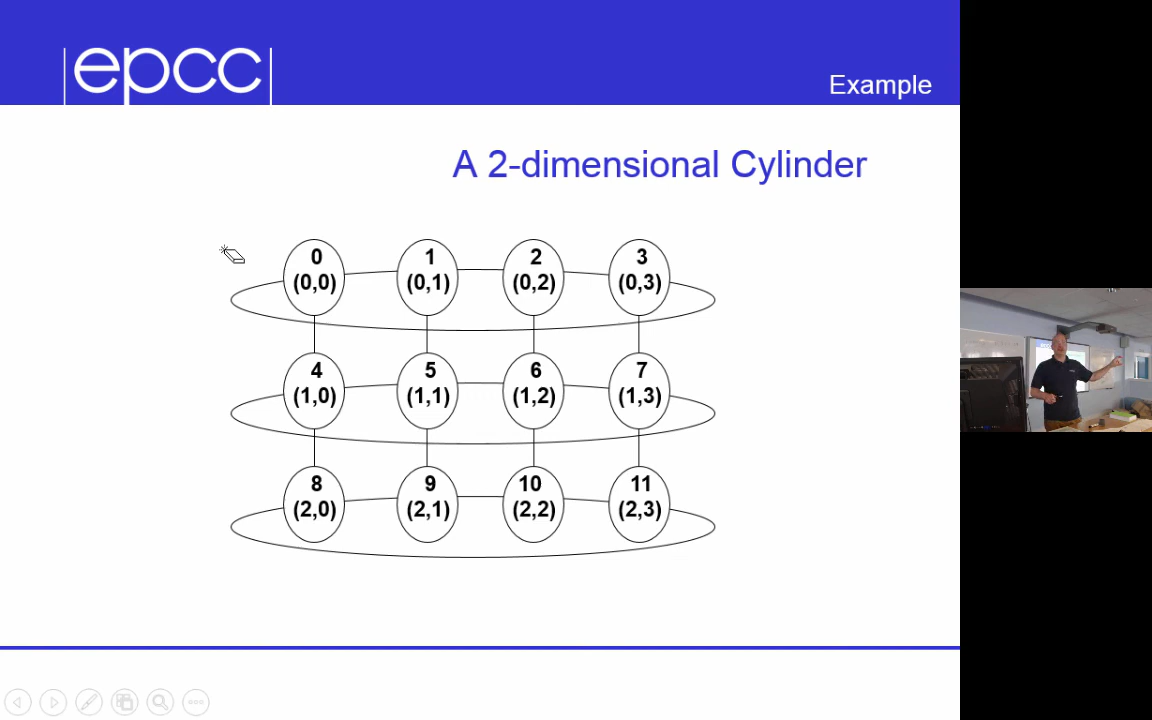 epcc
Example
A 2-dimensional Cylinder
0 1 2 3
(0,0) (0,1) (0,2) (0,3)
4 5 6 7
(1,0) (1,1) (1,2) (1,3)
8 9 10 11
(2,0) (2,1) (2,2) (2,3)